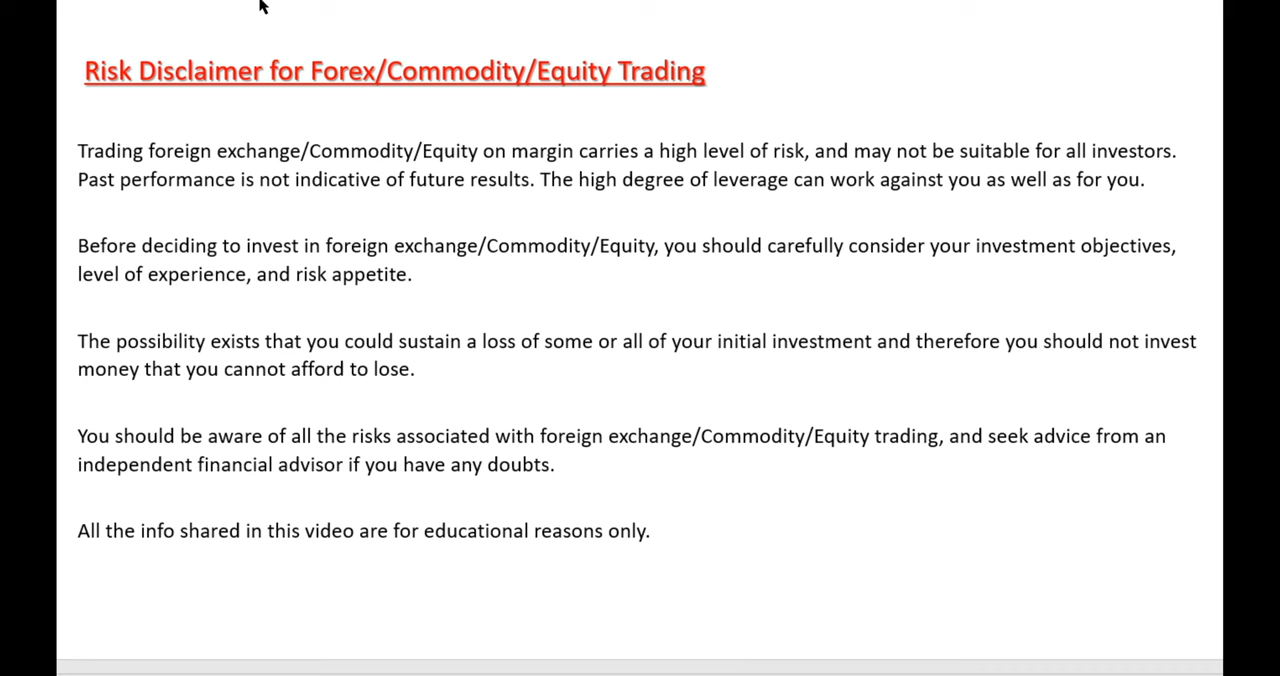 Risk Disclaimer for Forex/Commodity/Equity Trading
Trading foreign exchange/Commodity/Equity on margin carries a high level of risk, and may not be suitable for all investors.
Past performance is not indicative of future results. The high degree of leverage can work against you as well as for you.
Before deciding to invest in foreign exchange/Commodity/Equity, you should carefully consider your investment objectives,
level of experience, and risk appetite.
The possibility exists that you could sustain a loss of some or all of your initial investment and therefore you should not invest
money that you cannot afford to lose.
You should be aware of all the risks associated with foreign exchange/Commodity/Equity trading, and seek advice from an
independent financial advisor if you have any doubts.
All the info shared in this video are for educational reasons only.